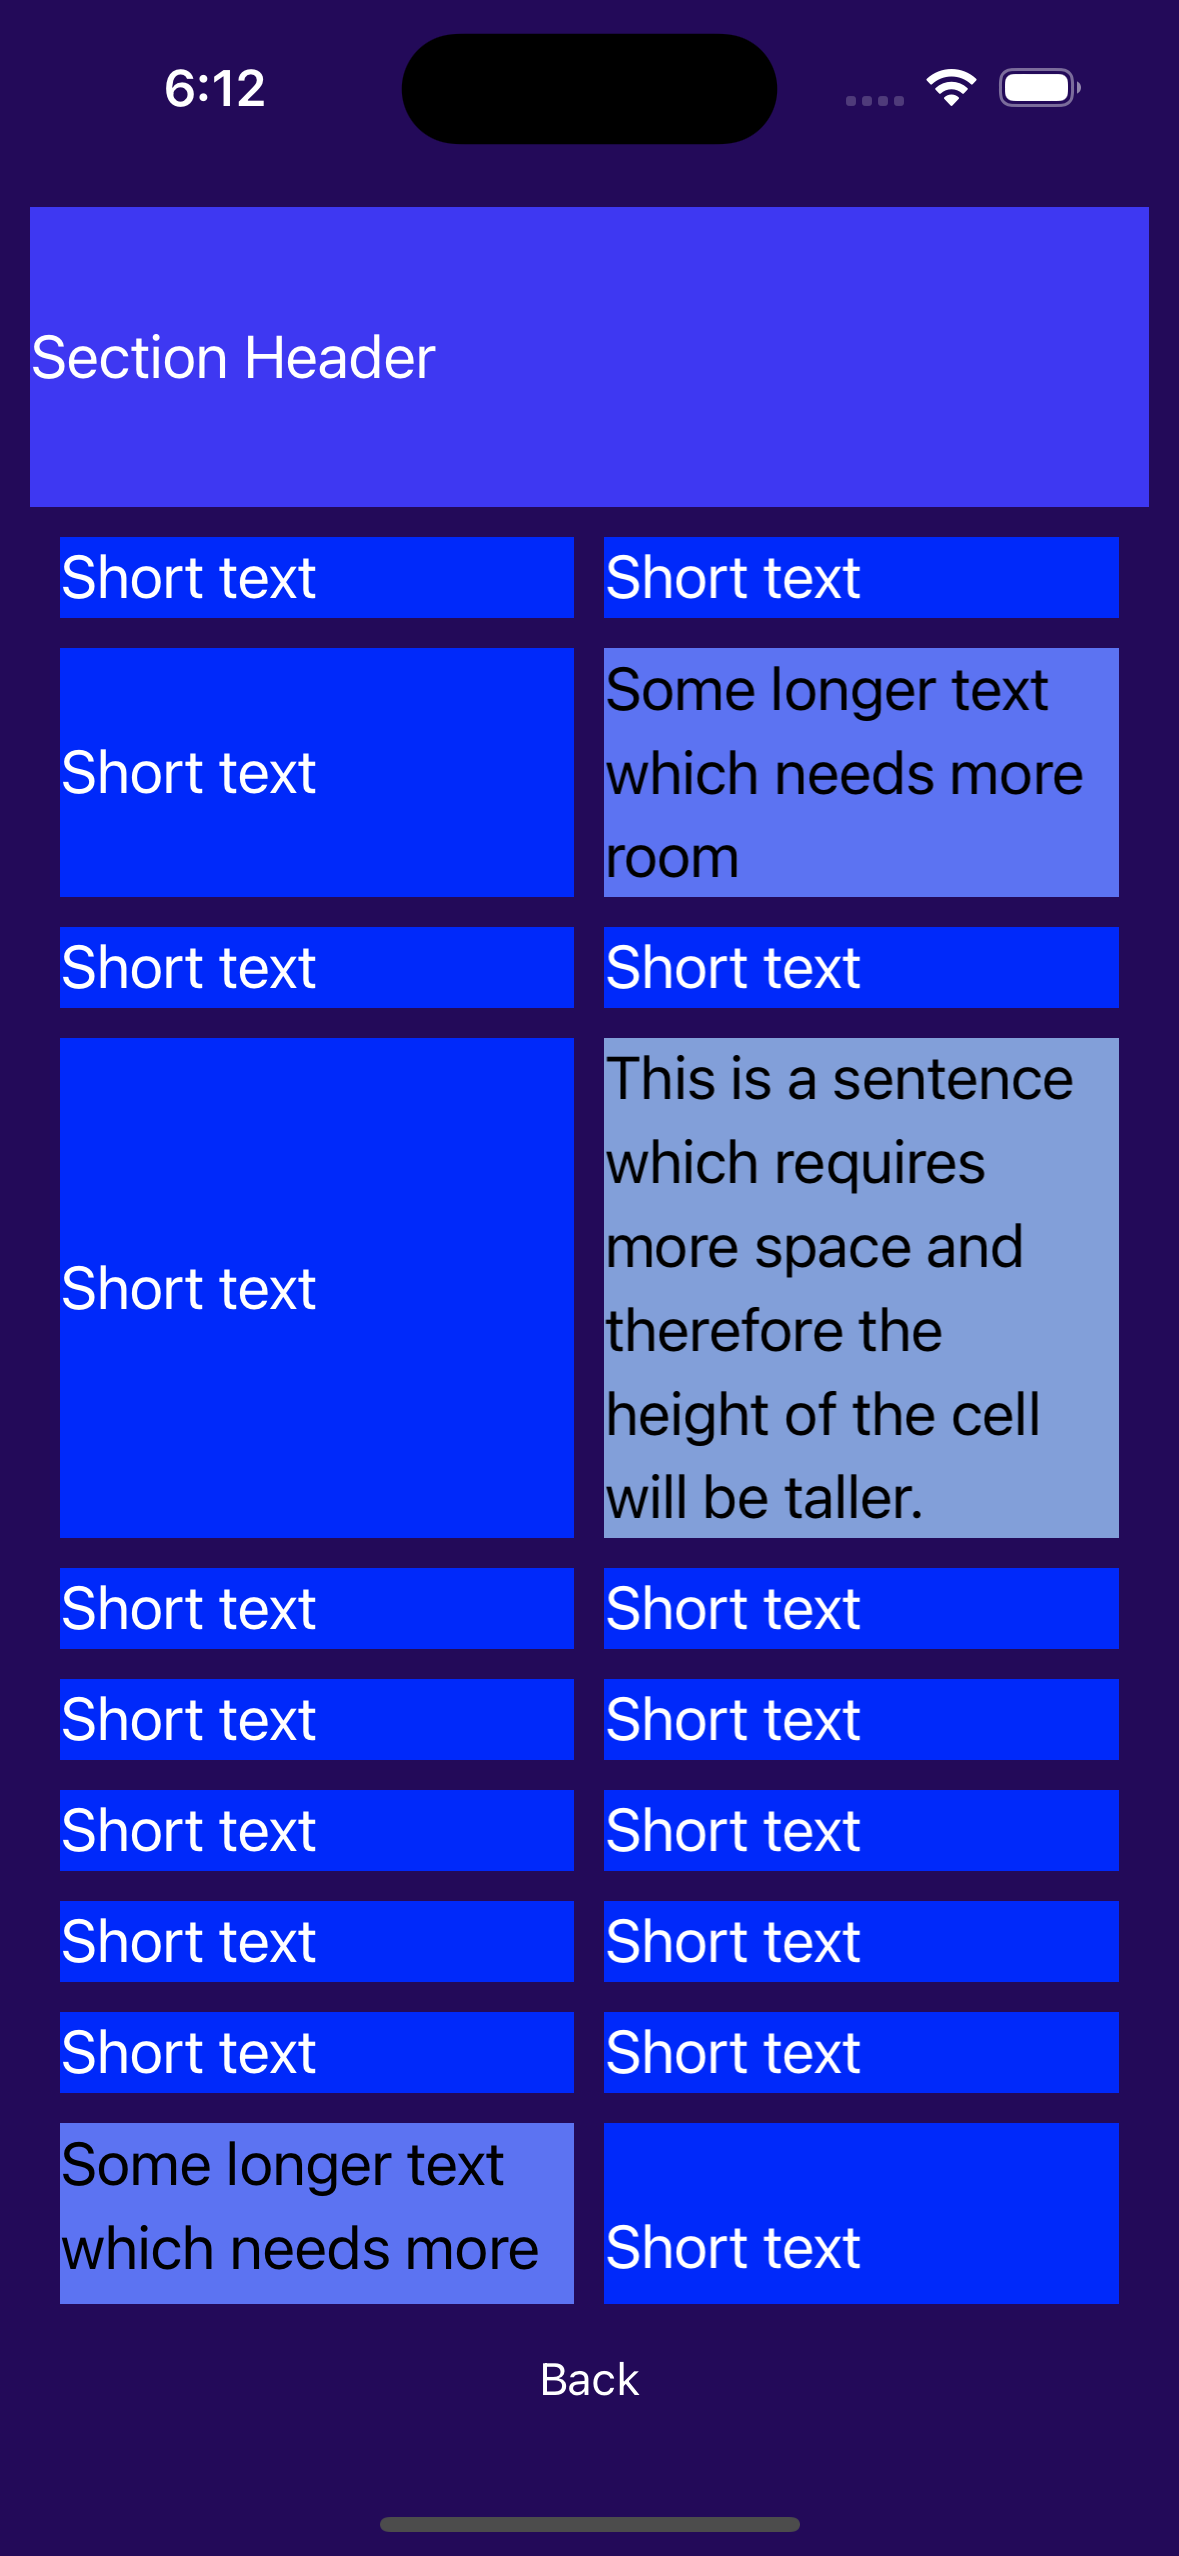 6:12
Section Header
Short text
Short text
Short text
Some longer text
which needs more
room
Short text
Short text
Short text
This is a sentence
which requires
more space and
therefore the
height of the cell
will be taller.
Short text
Short text
Short text
Short text
Short text
Short text
Short text
Short text
Short text
Short text
Some longer text
which needs more
Short text
Back